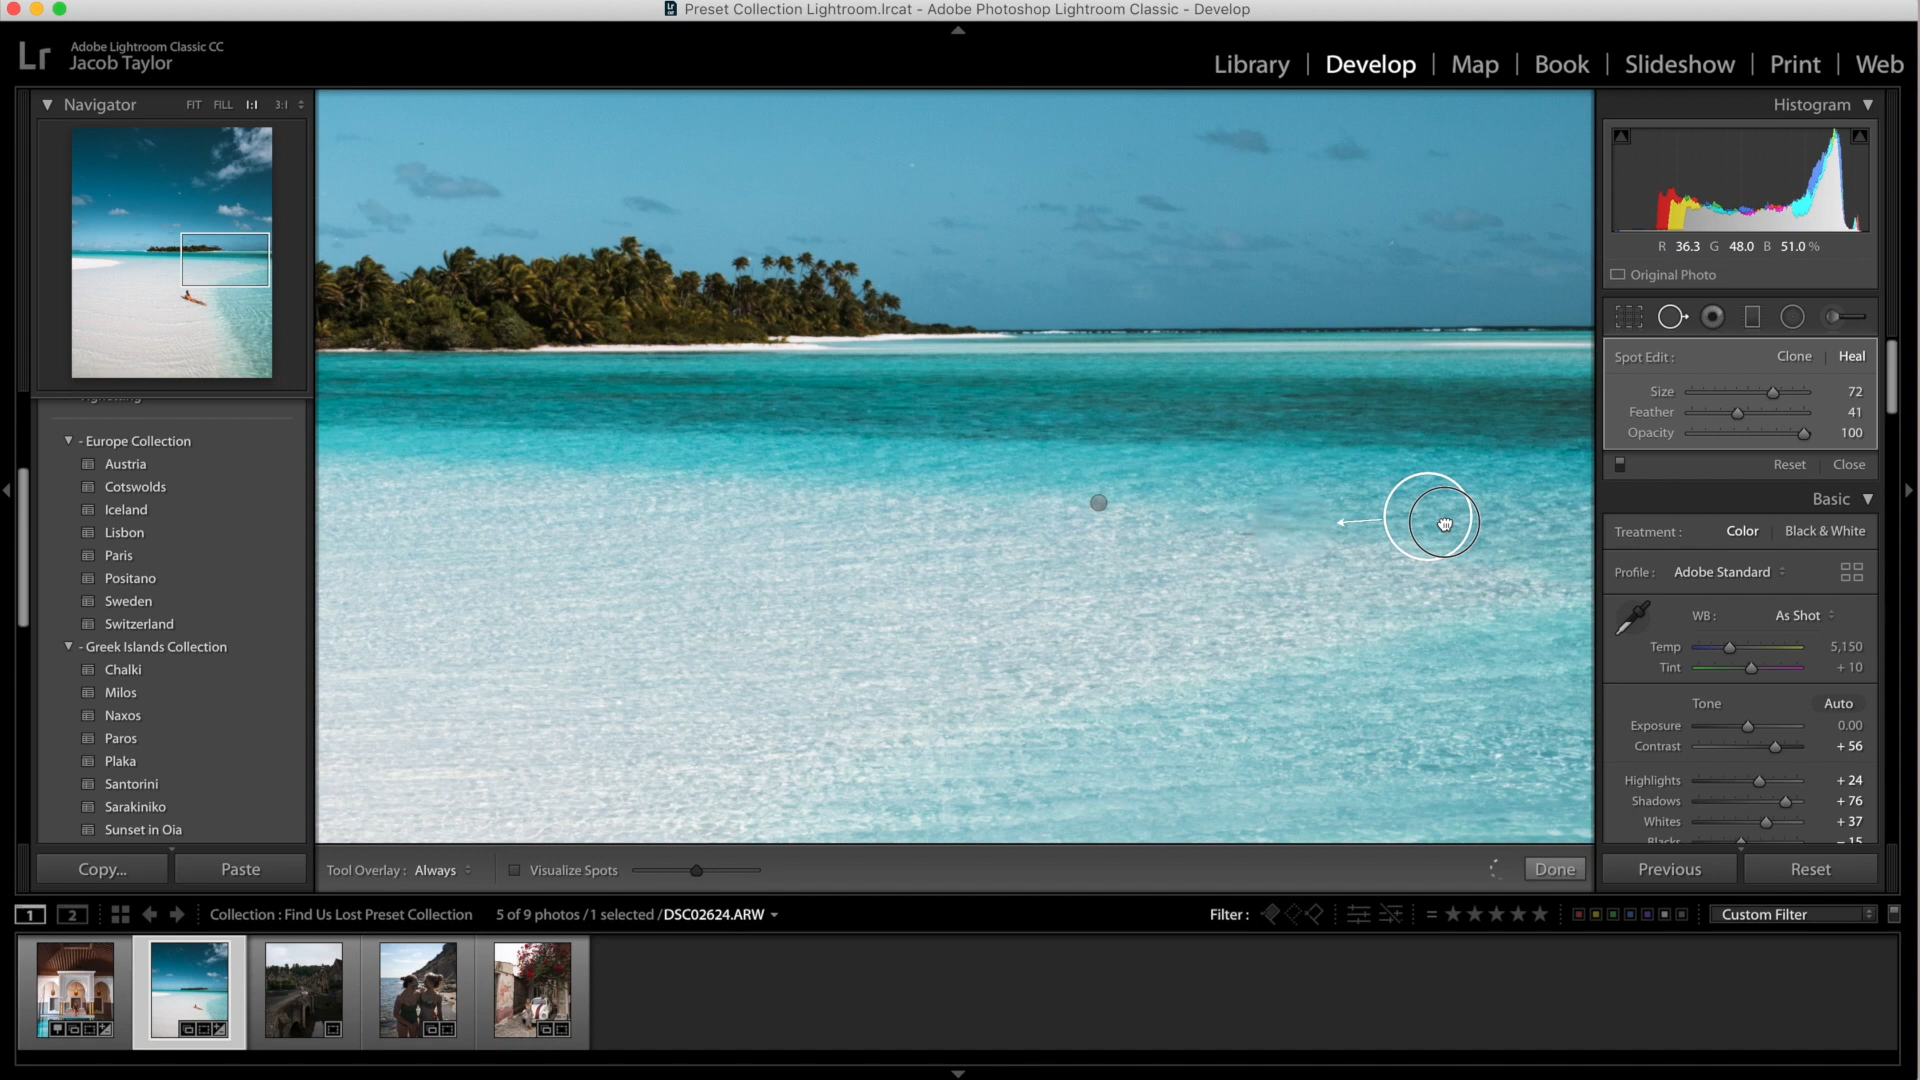 Preset Collection Lightroom.lrcat - Adobe Photoshop Lightroom Classic - Develop
Lr
Adobe Lightroom Classic CC
Jacob Taylor
Library | Develop | Map | Book | Slideshow | Print | Web
Navigator FIT FILL 1:1 3:1
- Europe Collection
Austria
Cotswolds
Iceland
Lisbon
Paris
Positano
Sweden
Switzerland
- Greek Islands Collection
Chalki
Milos
Naxos
Paros
Plaka
Santorini
Sarakiniko
Sunset in Oia
Copy... Paste
Tool Overlay : Always Visualize Spots Done
Histogram
R 36.3 G 48.0 B 51.0 %
Original Photo
Spot Edit : Clone | Heal
Size 72
Feather 41
Opacity 100
Reset | Close
Basic
Treatment : Color | Black & White
Profile : Adobe Standard
WB : As Shot
Temp 5,150
Tint + 10
Tone Auto
Exposure 0.00
Contrast + 56
Highlights + 24
Shadows + 76
Whites + 37
Blacks - 15
Previous Reset
1 2 Collection : Find Us Lost Preset Collection 5 of 9 photos / 1 selected / DSC02624.ARW Filter : Custom Filter